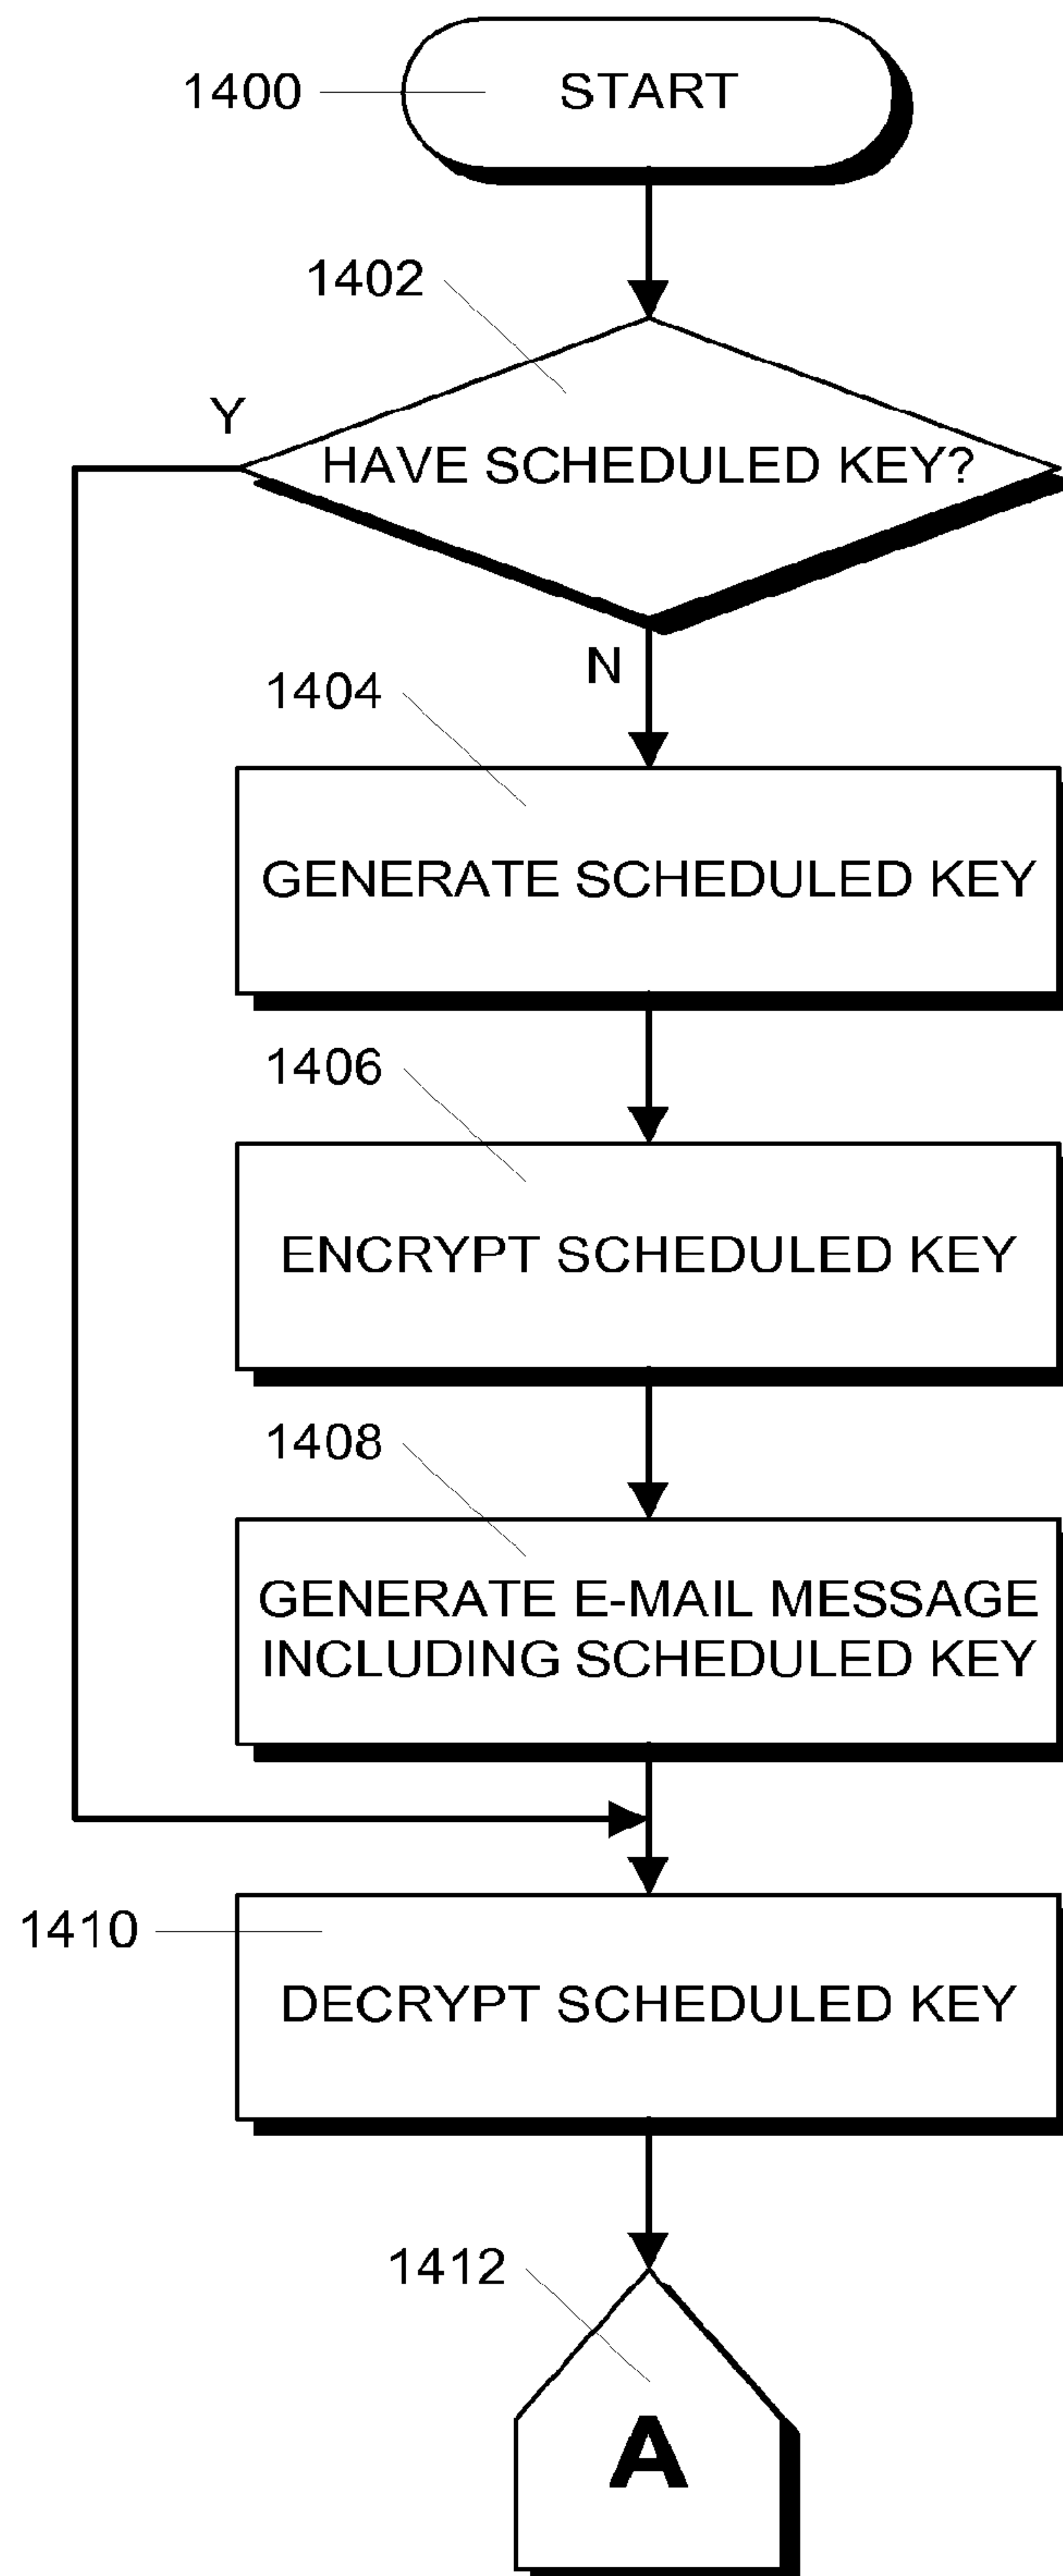 1400
START
1402
Y
HAVE SCHEDULED KEY?
N
1404
GENERATE SCHEDULED KEY
1406
ENCRYPT SCHEDULED KEY
1408
GENERATE E-MAIL MESSAGE
INCLUDING SCHEDULED KEY
1410
DECRYPT SCHEDULED KEY
1412
A